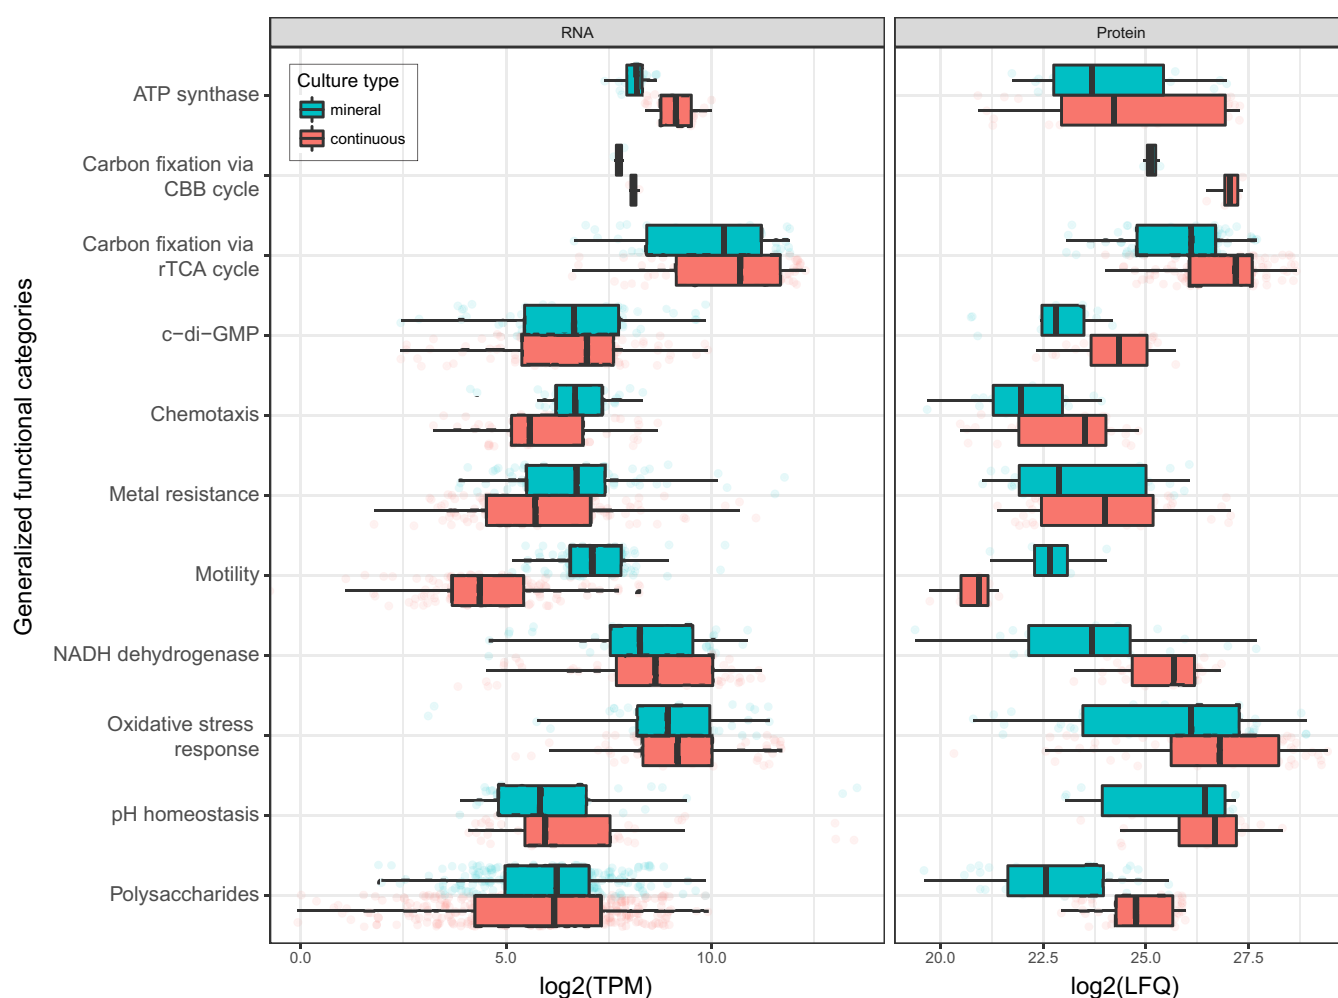 RNA
Protein
Culture type
mineral
continuous
Generalized functional categories
ATP synthase
Carbon fixation via
CBB cycle
Carbon fixation via
rTCA cycle
c−di−GMP
Chemotaxis
Metal resistance
Motility
NADH dehydrogenase
Oxidative stress
response
pH homeostasis
Polysaccharides
0.0 5.0 10.0
20.0 22.5 25.0 27.5
log2(TPM)
log2(LFQ)